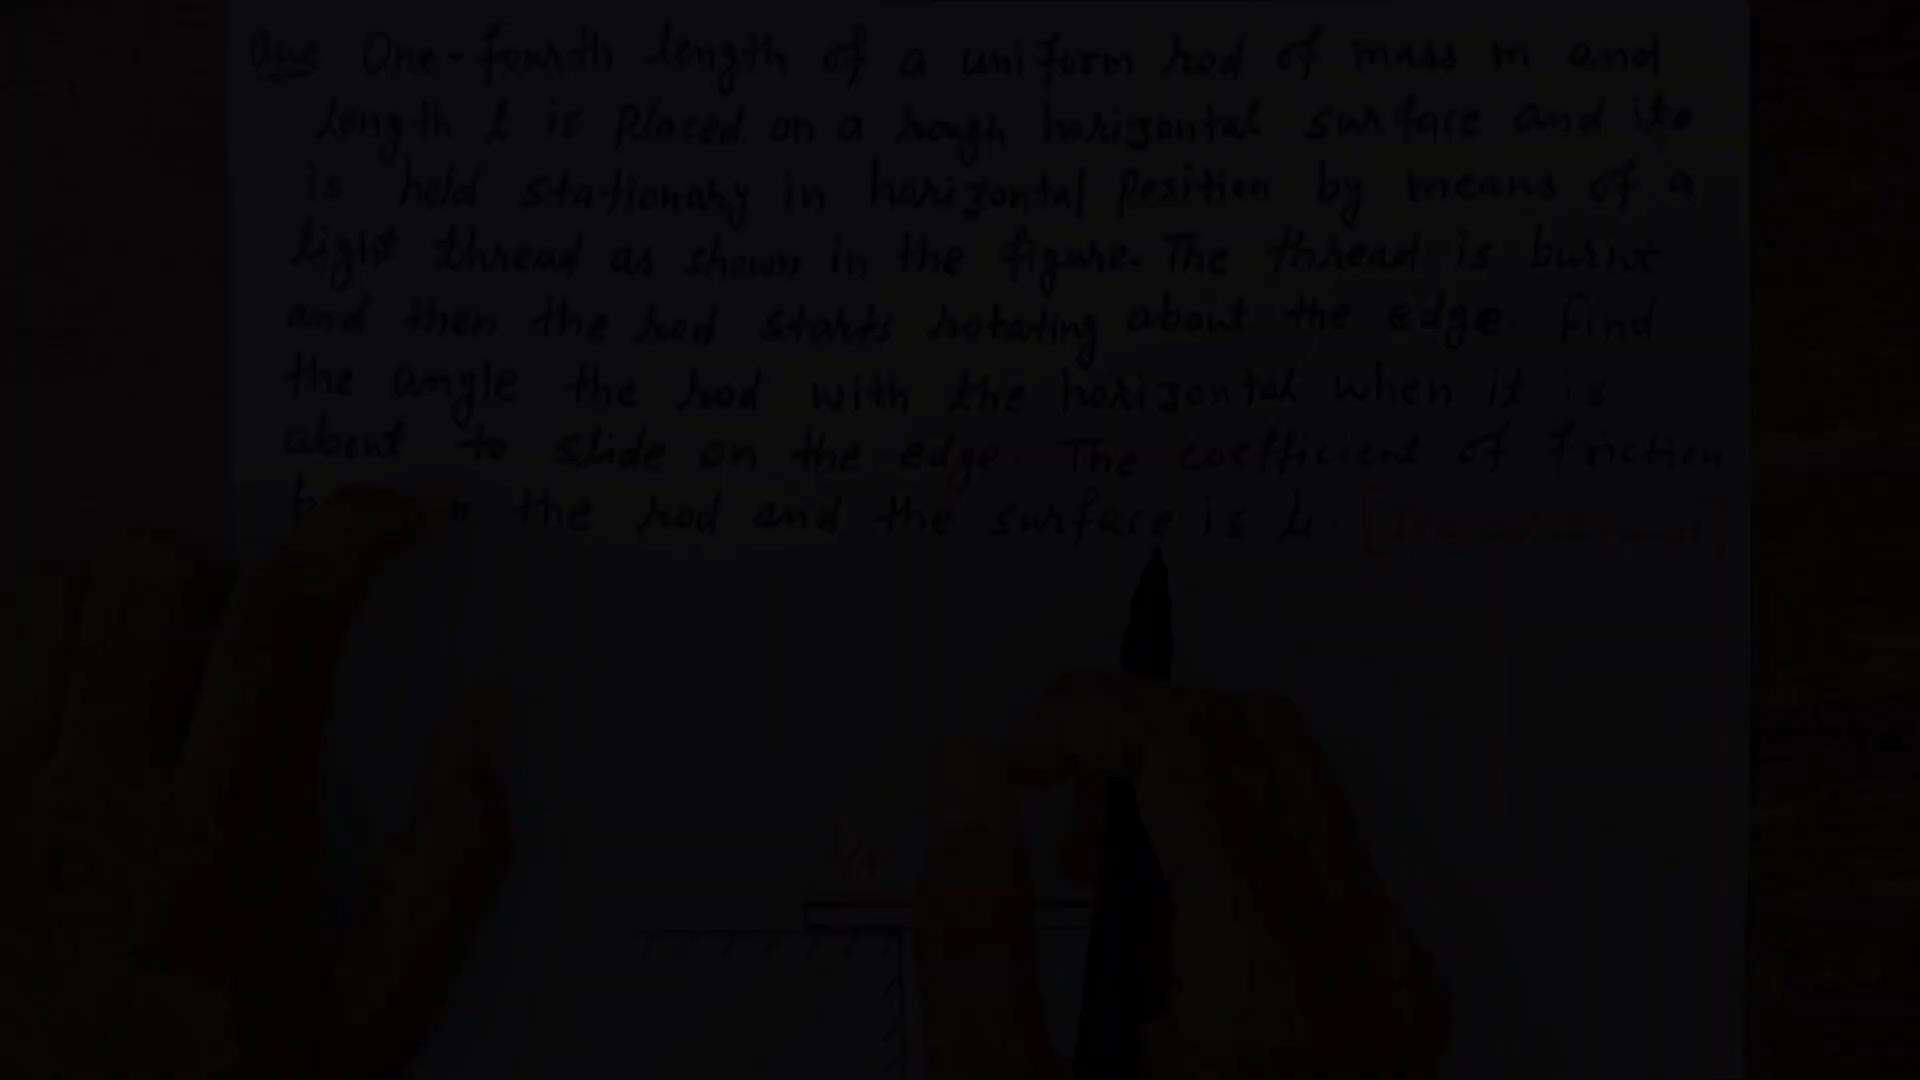 Que One-fourth length of a uniform rod of mass m and
length l is placed on a rough horizontal surface and its
is held stationary in horizontal position by means of a
light thread as shown in the figure. The thread is burnt
and then the rod starts rotating about the edge. Find
the angle the rod with the horizontal when it is
about to slide on the edge. The coefficient of friction
the rod and the surface is μ.
l/4